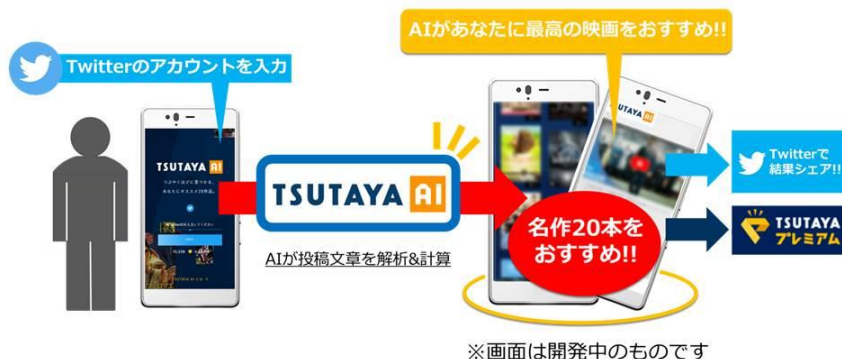 AIがあなたに最高の映画をおすすめ!!
Twitterのアカウントを入力
TSUTAYA AI
TSUTAYA AI
AIが投稿文章を解析&計算
UTAYA AI
名作20本を
おすすめ!!
Twitterで
結果シェア!!
TSUTAYA
プレミアム
※画面は開発中のものです